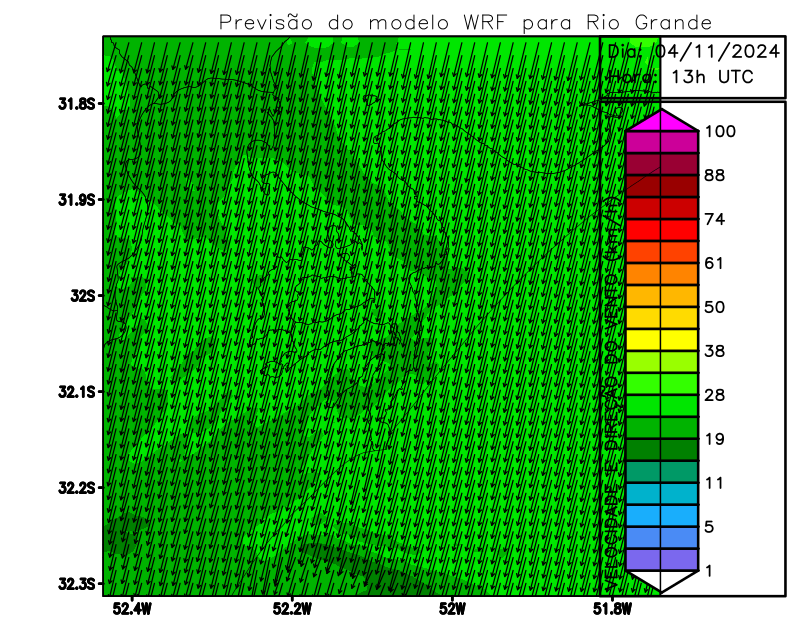 Previsão do modelo WRF para Rio Grande
Dia: 04/11/2024
Hora: 13h UTC
31.8S
31.9S
32S
32.1S
32.2S
32.3S
52.4W
52.2W
52W
51.8W
VELOCIDADE E DIREÇÃO DO VENTO (km/h)
100
88
74
61
50
38
28
19
11
5
1